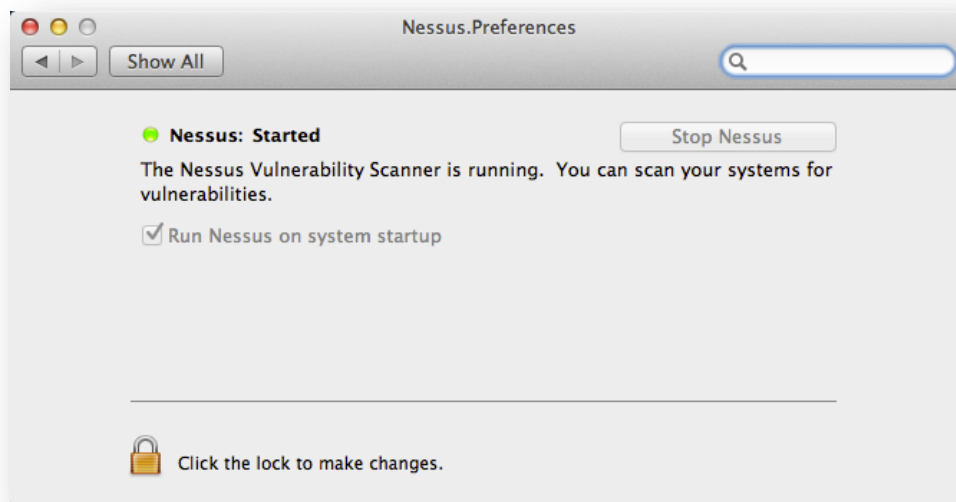 Nessus.Preferences
Show All
Nessus: Started
Stop Nessus
The Nessus Vulnerability Scanner is running. You can scan your systems for
vulnerabilities.
Run Nessus on system startup
Click the lock to make changes.